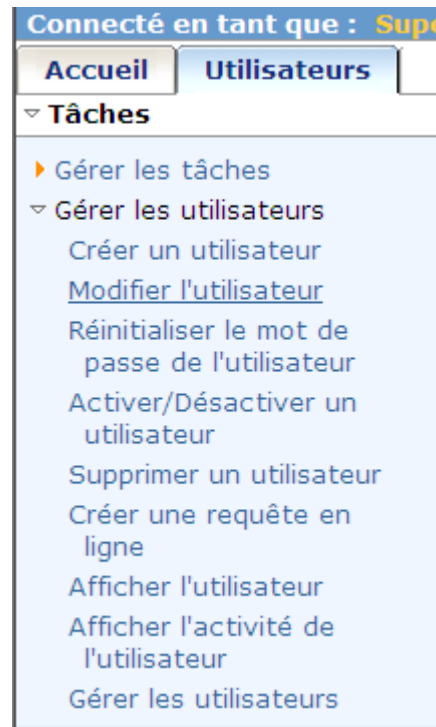 Connecté en tant que :
Accueil Utilisateurs
Tâches
Gérer les tâches
Gérer les utilisateurs
Créer un utilisateur
Modifier l'utilisateur
Réinitialiser le mot de
passe de l'utilisateur
Activer/Désactiver un
utilisateur
Supprimer un utilisateur
Créer une requête en
ligne
Afficher l'utilisateur
Afficher l'activité de
l'utilisateur
Gérer les utilisateurs